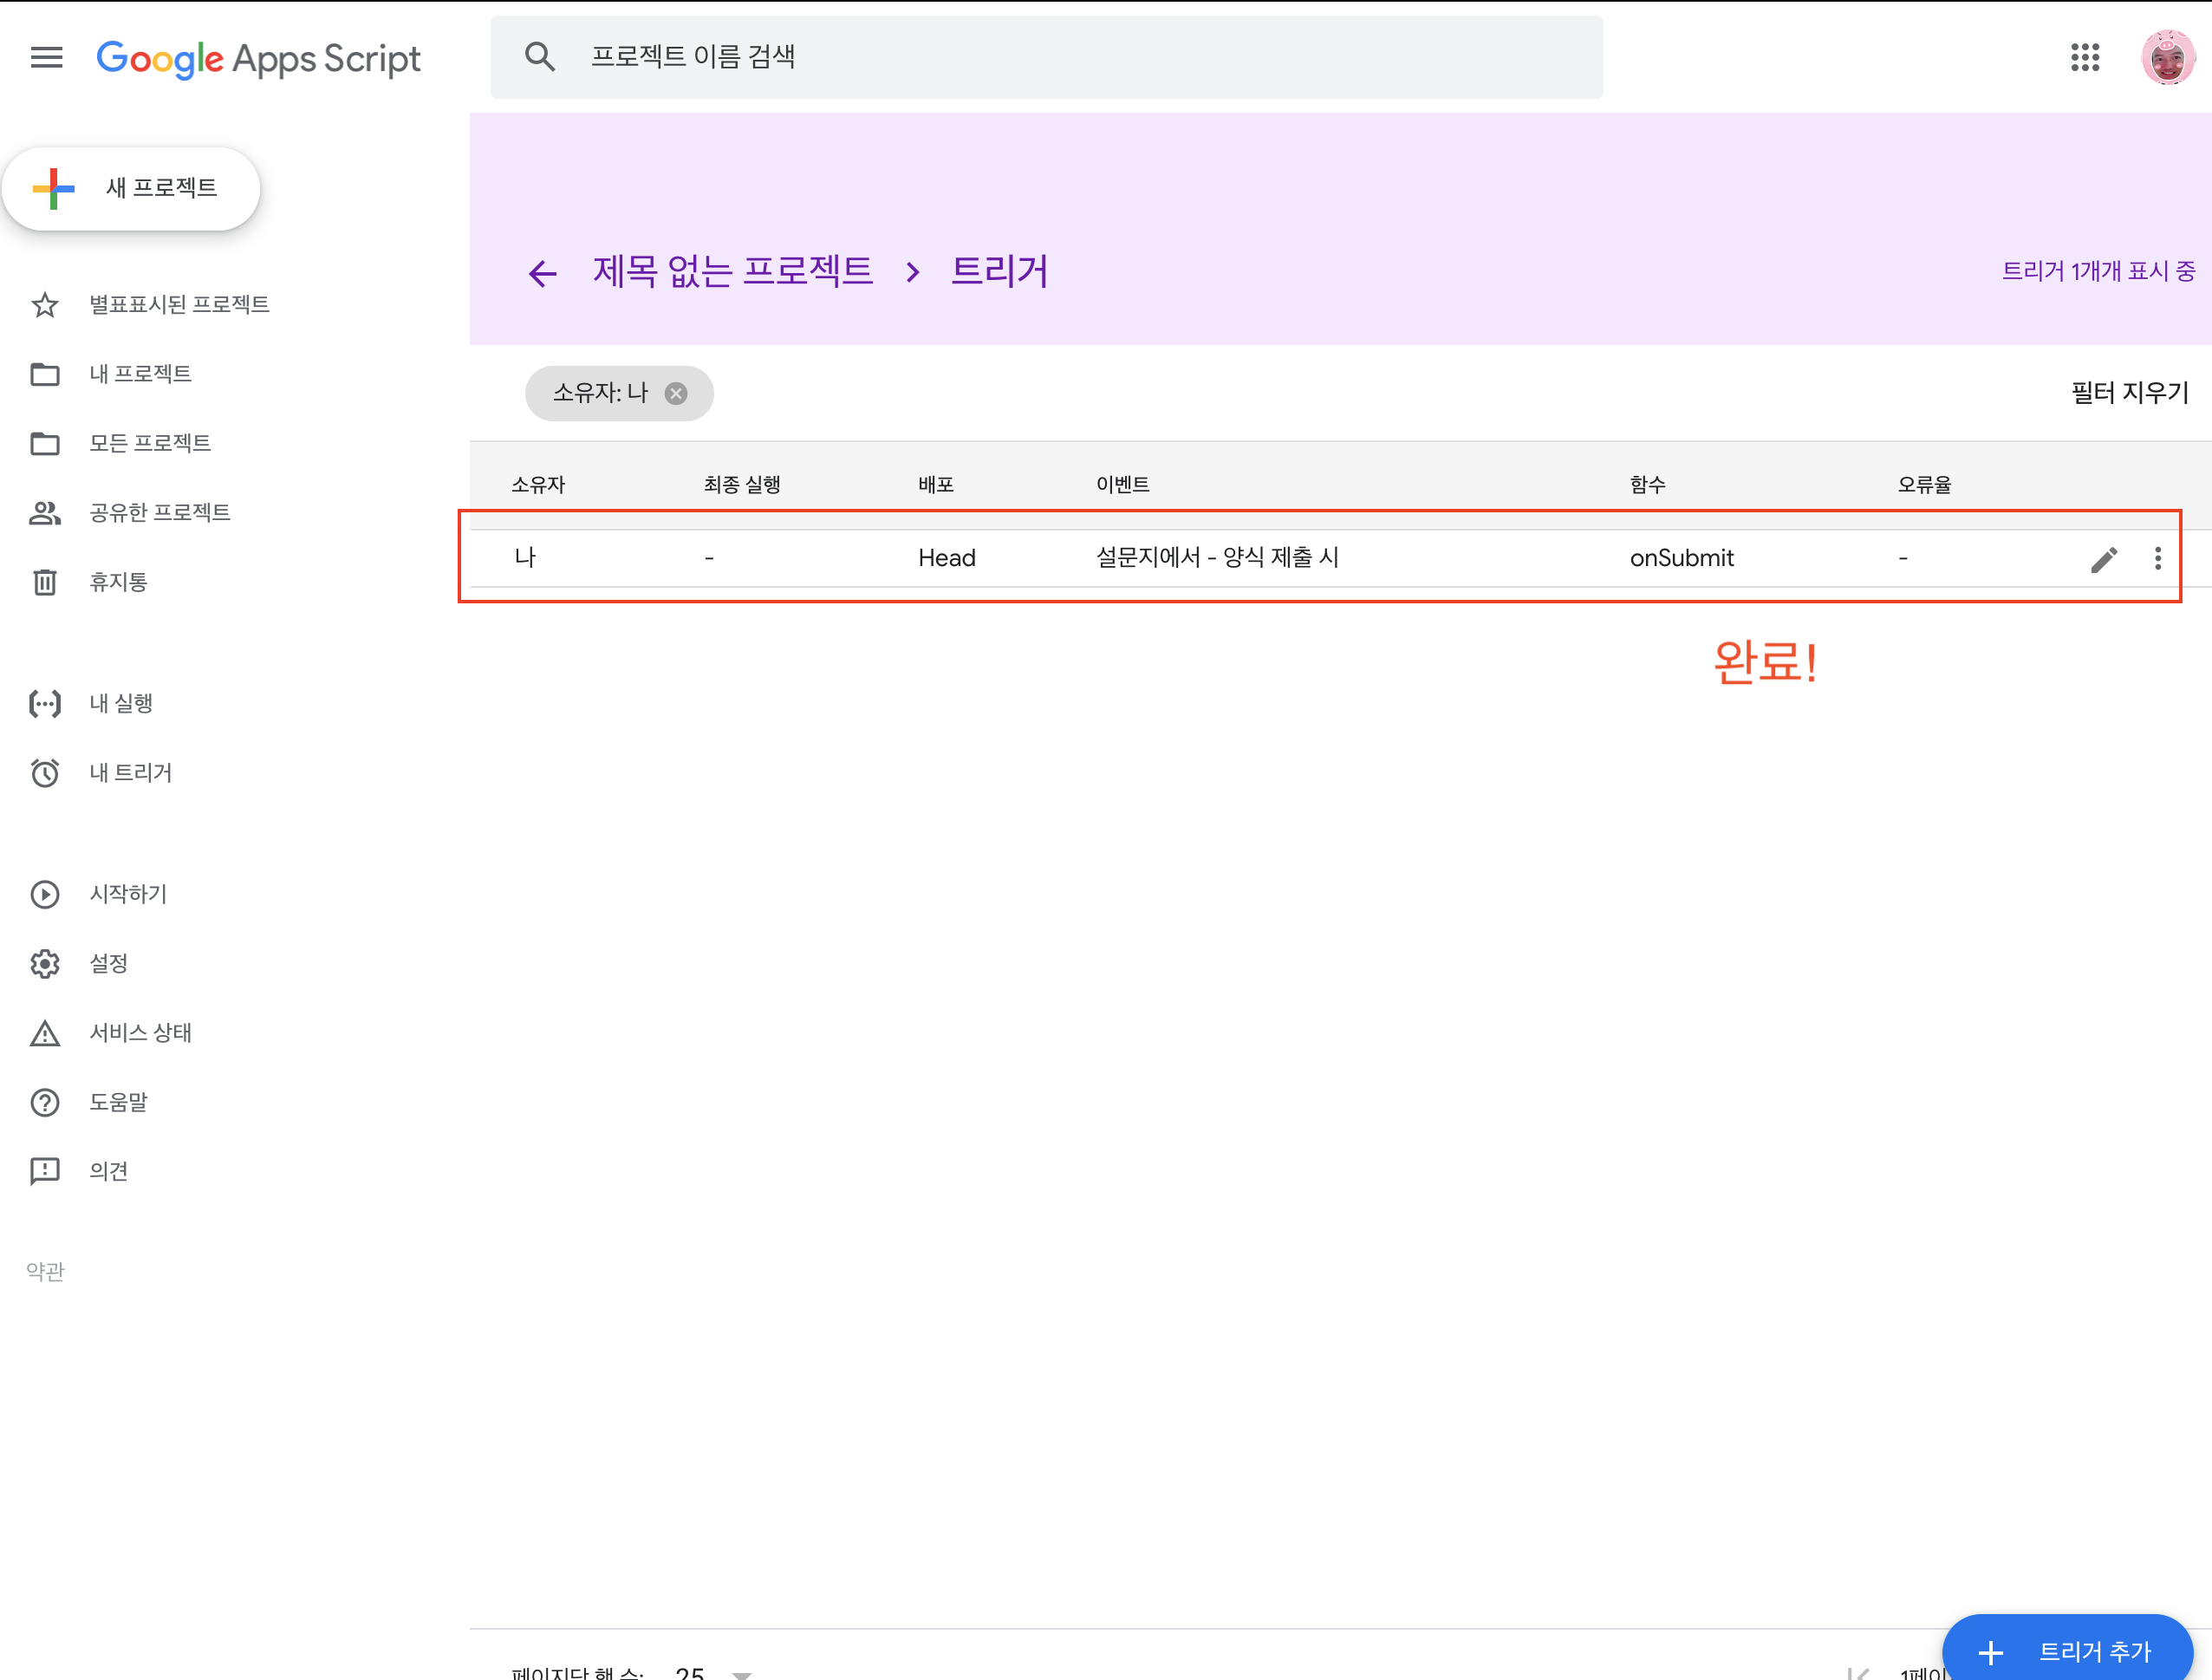 Google Apps Script
프로젝트 이름 검색
새 프로젝트
별표표시된 프로젝트
내 프로젝트
모든 프로젝트
공유한 프로젝트
휴지통
내 실행
내 트리거
시작하기
설정
서비스 상태
도움말
의견
약관
제목 없는 프로젝트 > 트리거
트리거 1개개 표시 중
소유자: 나
필터 지우기
소유자 최종 실행 배포 이벤트 함수 오류율
나 - Head 설문지에서 - 양식 제출 시 onSubmit -
완료!
트리거 추가
페이지당 행 수: 25
1페이